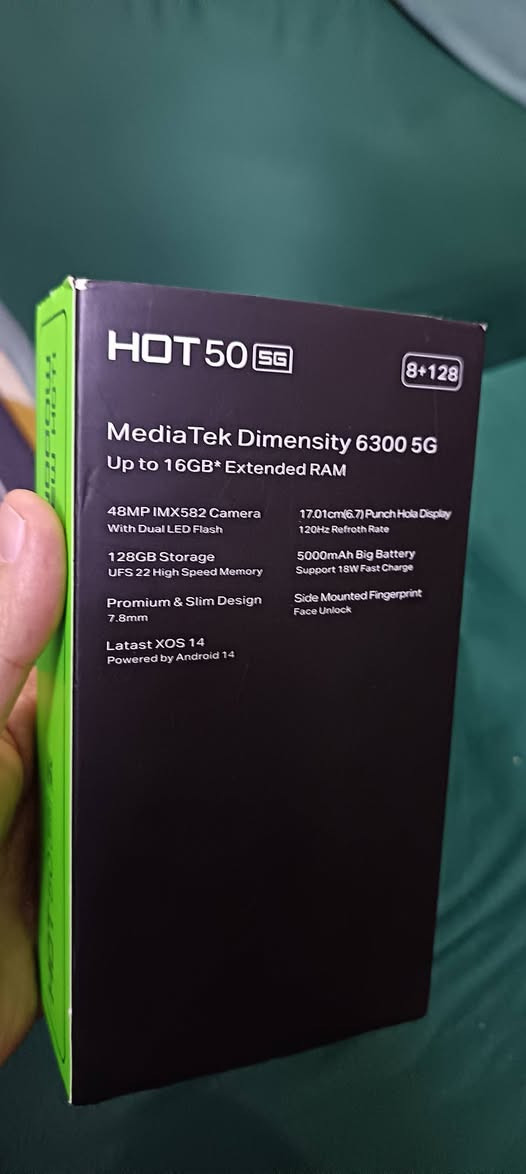 HOT 50 5G
8+128
MediaTek Dimensity 6300 5G
Up to 16GB* Extended RAM
48MP IMX582 Camera
With Dual LED Flash
17.01cm(6.7) Punch Hola Display
120Hz Refroth Rate
128GB Storage
UFS 22 High Speed Memory
5000mAh Big Battery
Support 18W Fast Charge
Promium & Slim Design
7.8mm
Side Mounted Fingerprint
Face Unlock
Latast XOS 14
Powered by Android 14